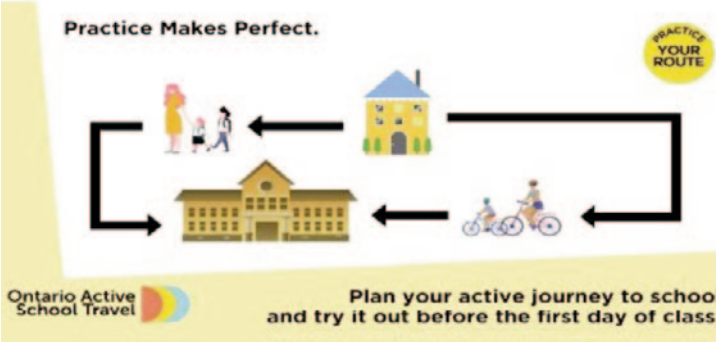 Practice Makes Perfect.
PRACTICE
YOUR
ROUTE
Ontario Active
School Travel
Plan your active journey to schoo
and try it out before the first day of class